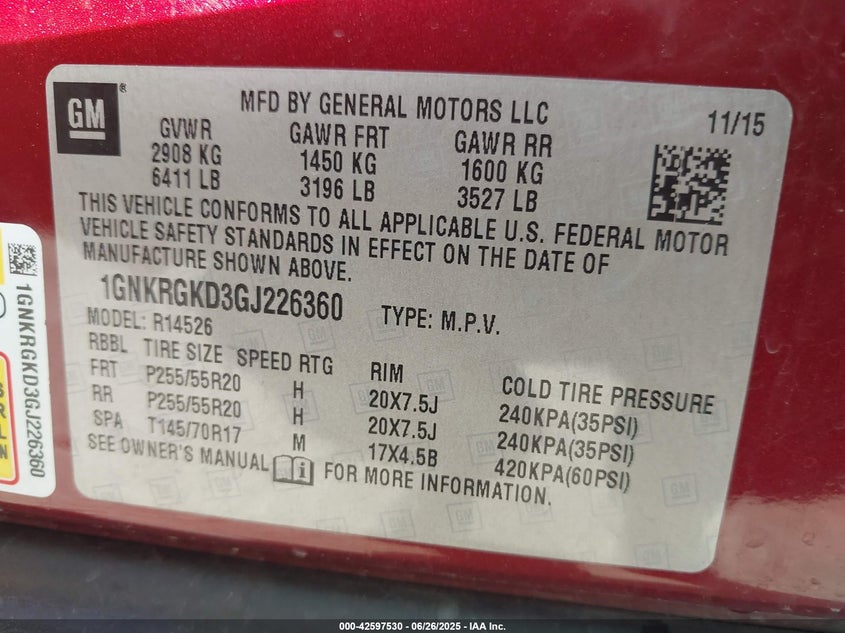 GM®
MFD BY GENERAL MOTORS LLC
11/15
GVWR GAWR FRT GAWR RR
2908 KG 1450 KG 1600 KG
6411 LB 3196 LB 3527 LB
THIS VEHICLE CONFORMS TO ALL APPLICABLE U.S. FEDERAL MOTOR
VEHICLE SAFETY STANDARDS IN EFFECT ON THE DATE OF
MANUFACTURE SHOWN ABOVE.
1GNKRGKD3GJ226360 TYPE: M.P.V.
MODEL: R14526
RBBL TIRE SIZE SPEED RTG RIM COLD TIRE PRESSURE
FRT P255/55R20 H 20X7.5J 240KPA(35PSI)
RR P255/55R20 H 20X7.5J 240KPA(35PSI)
SPA T145/70R17 M 17X4.5B 420KPA(60PSI)
SEE OWNER'S MANUAL FOR MORE INFORMATION.
1GNKRGKD3GJ226360
000-42597530 - 06/26/2025 - IAA Inc.